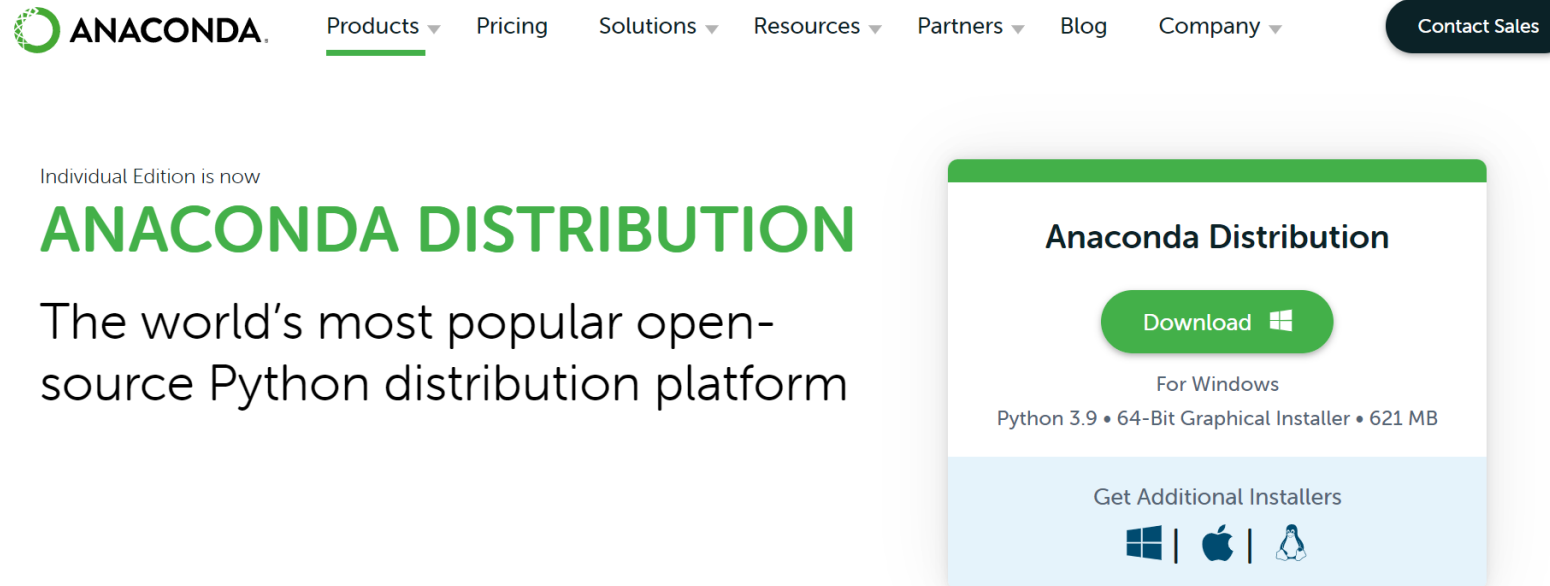 ANACONDA.
Products Pricing Solutions Resources Partners Blog Company Contact Sales
Individual Edition is now
ANACONDA DISTRIBUTION
The world's most popular open-
source Python distribution platform
Anaconda Distribution
Download
For Windows
Python 3.9 • 64-Bit Graphical Installer • 621 MB
Get Additional Installers
| |